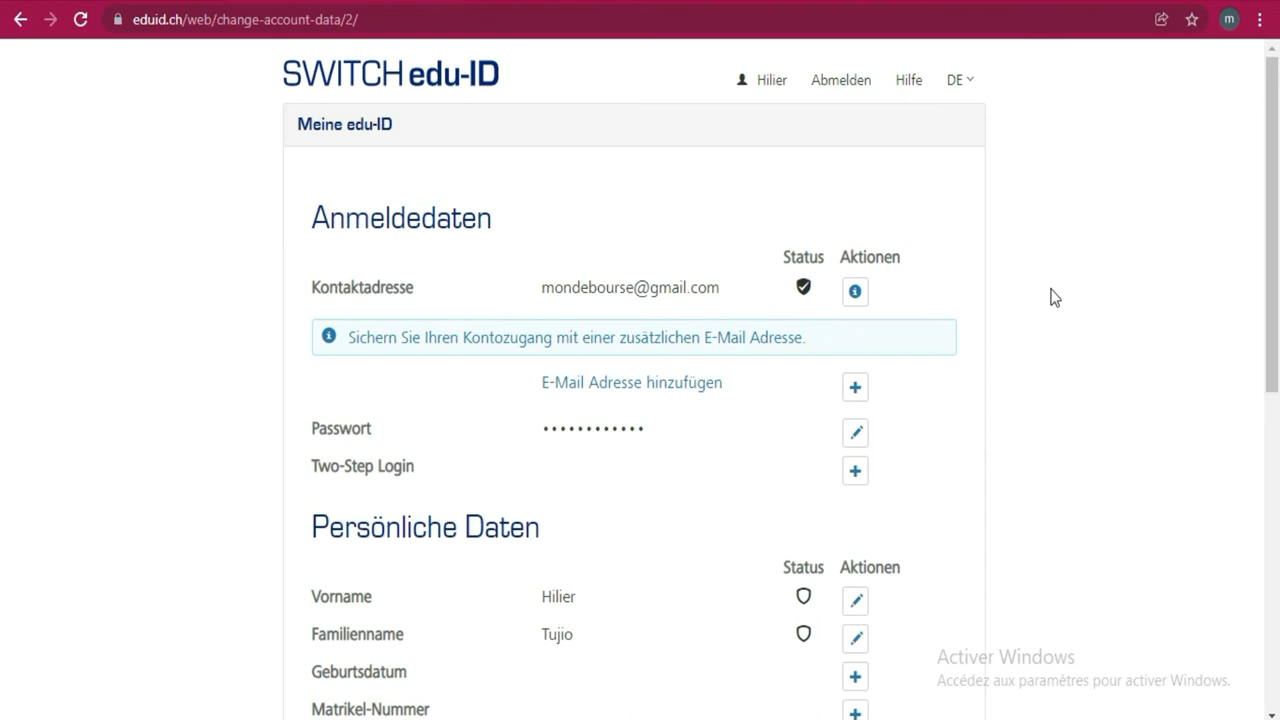 eduid.ch/web/change-account-data/2/
m
SWITCH edu-ID
Hilier Abmelden Hilfe DE
Meine edu-ID
Anmeldedaten
Status Aktionen
Kontaktadresse mondebourse@gmail.com
Sichern Sie Ihren Kontozugang mit einer zusätzlichen E-Mail Adresse.
E-Mail Adresse hinzufügen
Passwort ••••••••••••
Two-Step Login
Persönliche Daten
Status Aktionen
Vorname Hilier
Familienname Tujio
Geburtsdatum
Matrikel-Nummer
Activer Windows
Accédez aux paramètres pour activer Windows.